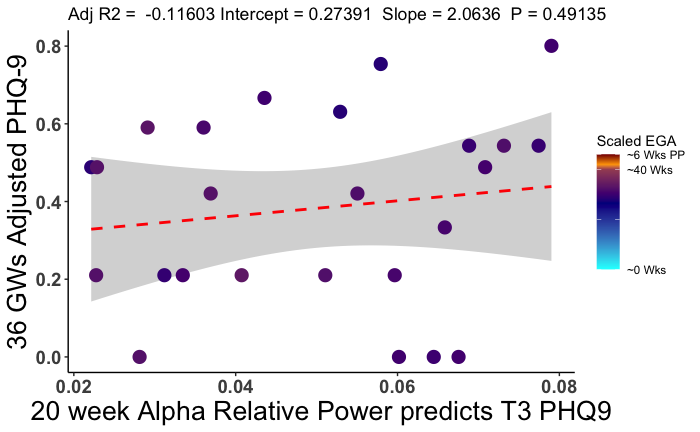 Adj R2 =  -0.11603 Intercept = 0.27391  Slope = 2.0636  P = 0.49135
36 GWs Adjusted PHQ-9
0.8
0.6
0.4
0.2
0.0
0.02 0.04 0.06 0.08
20 week Alpha Relative Power predicts T3 PHQ9
Scaled EGA
~6 Wks PP
~40 Wks
~0 Wks